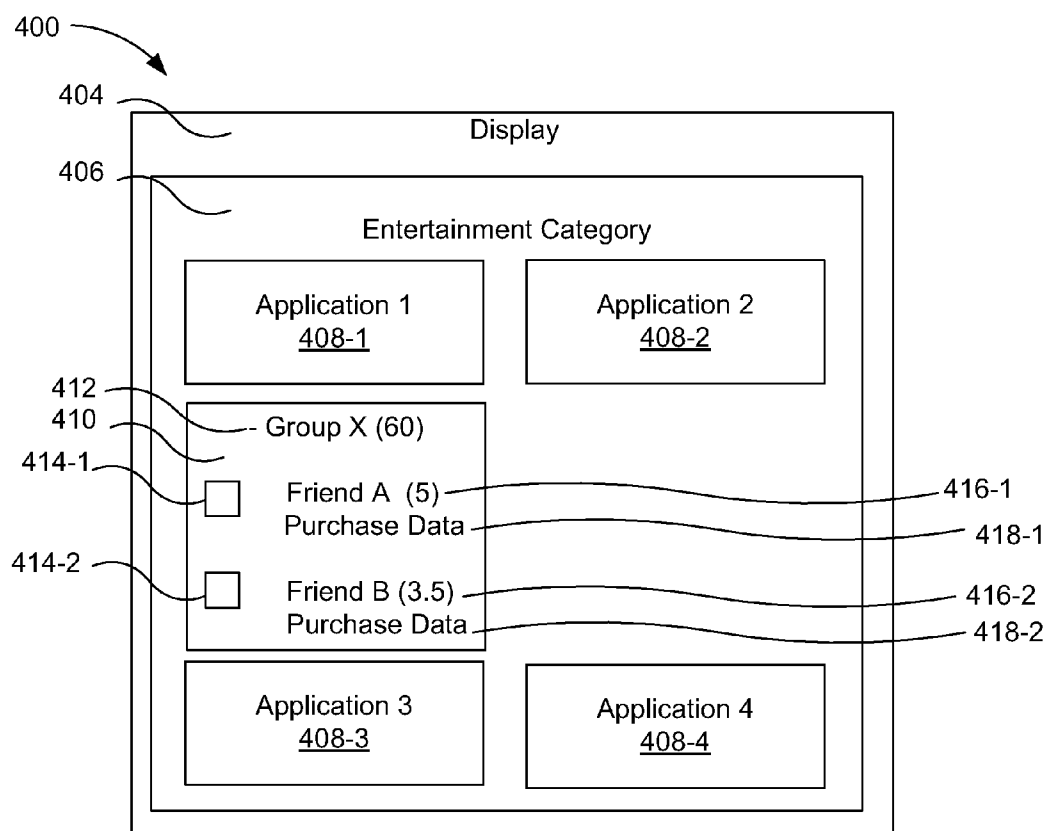 400
404
Display
406
Entertainment Category
Application 1
408-1
Application 2
408-2
412
Group X (60)
410
414-1
Friend A (5)
416-1
Purchase Data
418-1
414-2
Friend B (3.5)
416-2
Purchase Data
418-2
Application 3
408-3
Application 4
408-4